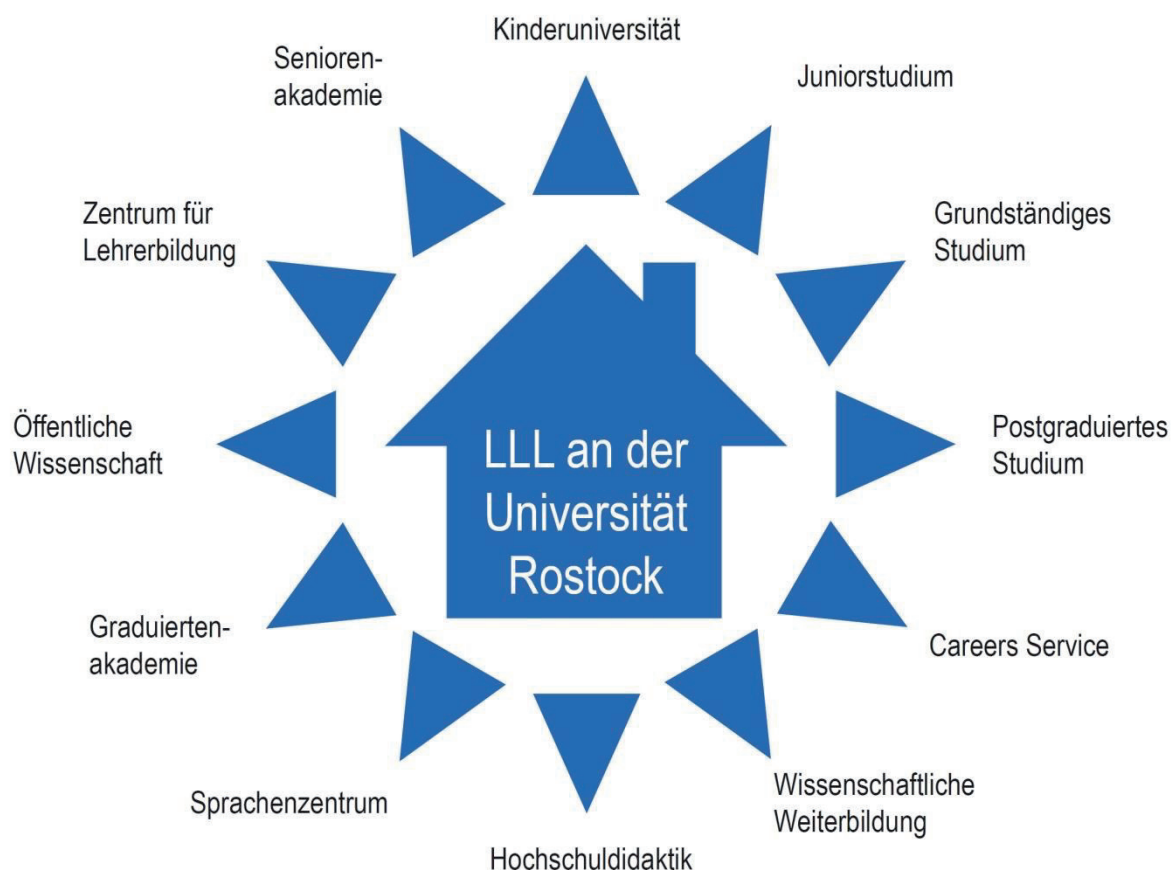 Kinderuniversität
Senioren-
akademie
Juniorstudium
Zentrum für
Lehrerbildung
Grundständiges
Studium
Öffentliche
Wissenschaft
LLL an der
Universität
Rostock
Postgraduiertes
Studium
Graduierten-
akademie
Careers Service
Sprachenzentrum
Wissenschaftliche
Weiterbildung
Hochschuldidaktik